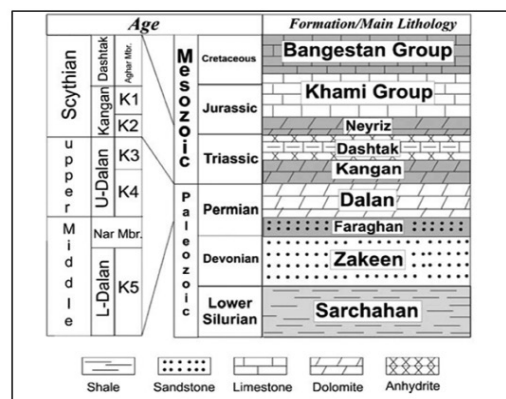 Age
Formation/Main Lithology
Scythian
Dashtak
Aghar Mbr.
Kangan
K1
K2
upper
U-Dalan
K3
K4
Middle
Nar Mbr.
L-Dalan
K5
Mesozoic
Cretaceous
Jurassic
Triassic
Paleozoic
Permian
Devonian
Lower
Silurian
Bangestan Group
Khami Group
Neyriz
Dashtak
Kangan
Dalan
Faraghan
Zakeen
Sarchahan
Shale
Sandstone
Limestone
Dolomite
Anhydrite